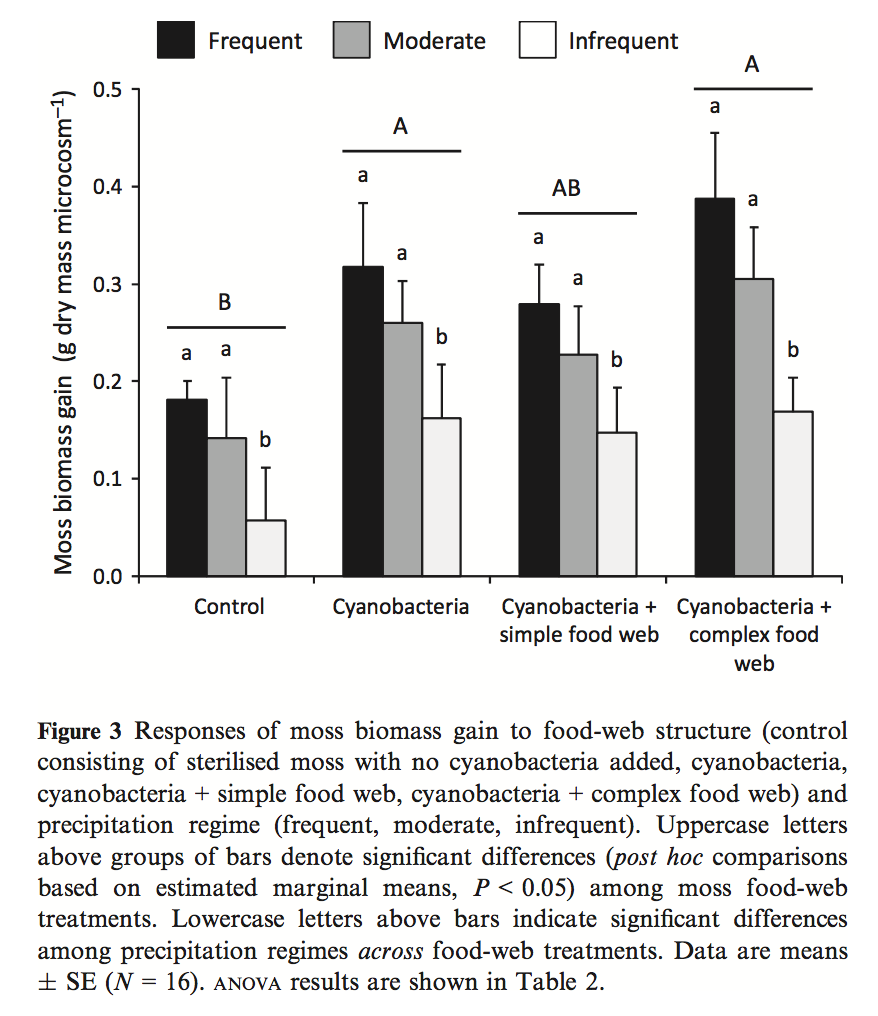 Frequent Moderate Infrequent
A
0.5
a
A
a
0.4
AB
a
a
a
a
0.3
B
b
a
a
b
b
0.2
b
0.1
0.0
Moss biomass gain (g dry mass microcosm⁻¹)
Control
Cyanobacteria
Cyanobacteria +
simple food web
Cyanobacteria +
complex food
web
Figure 3 Responses of moss biomass gain to food-web structure (control
consisting of sterilised moss with no cyanobacteria added, cyanobacteria,
cyanobacteria + simple food web, cyanobacteria + complex food web) and
precipitation regime (frequent, moderate, infrequent). Uppercase letters
above groups of bars denote significant differences (post hoc comparisons
based on estimated marginal means, P < 0.05) among moss food-web
treatments. Lowercase letters above bars indicate significant differences
among precipitation regimes across food-web treatments. Data are means
± SE (N = 16). ANOVA results are shown in Table 2.